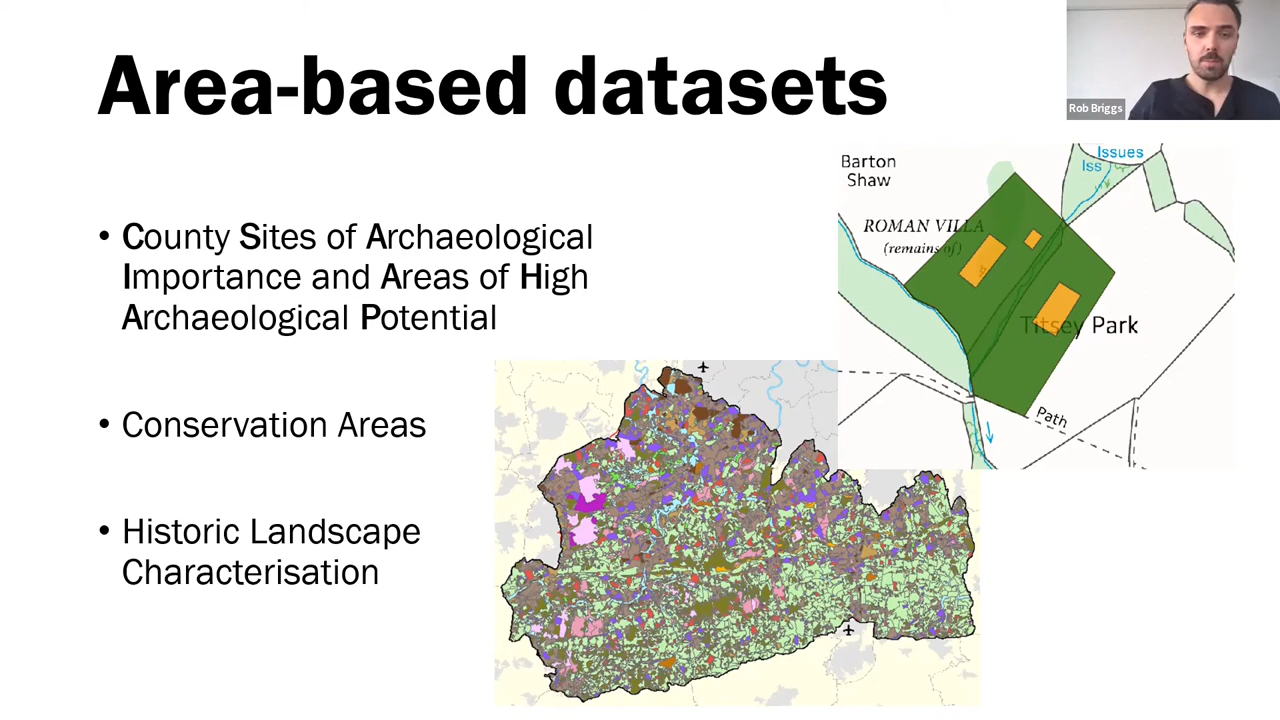 Area-based datasets
Rob Briggs
• County Sites of Archaeological
Importance and Areas of High
Archaeological Potential
• Conservation Areas
• Historic Landscape
Characterisation
Issues
Iss
Barton
Shaw
ROMAN VILLA
(remains of)
Titsey Park
Path